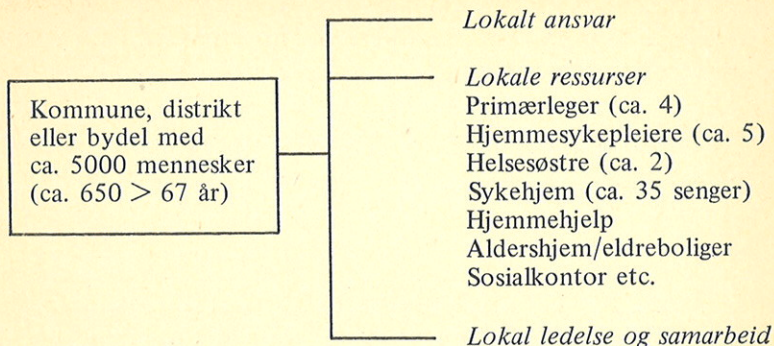 Kommune, distrikt
eller bydel med
ca. 5000 mennesker
(ca. 650 > 67 år)
Lokalt ansvar
Lokale ressurser
Primærleger (ca. 4)
Hjemmesykepleiere (ca. 5)
Helsesøstre (ca. 2)
Sykehjem (ca. 35 senger)
Hjemmehjelp
Aldershjem/eldreboliger
Sosialkontor etc.
Lokal ledelse og samarbeid